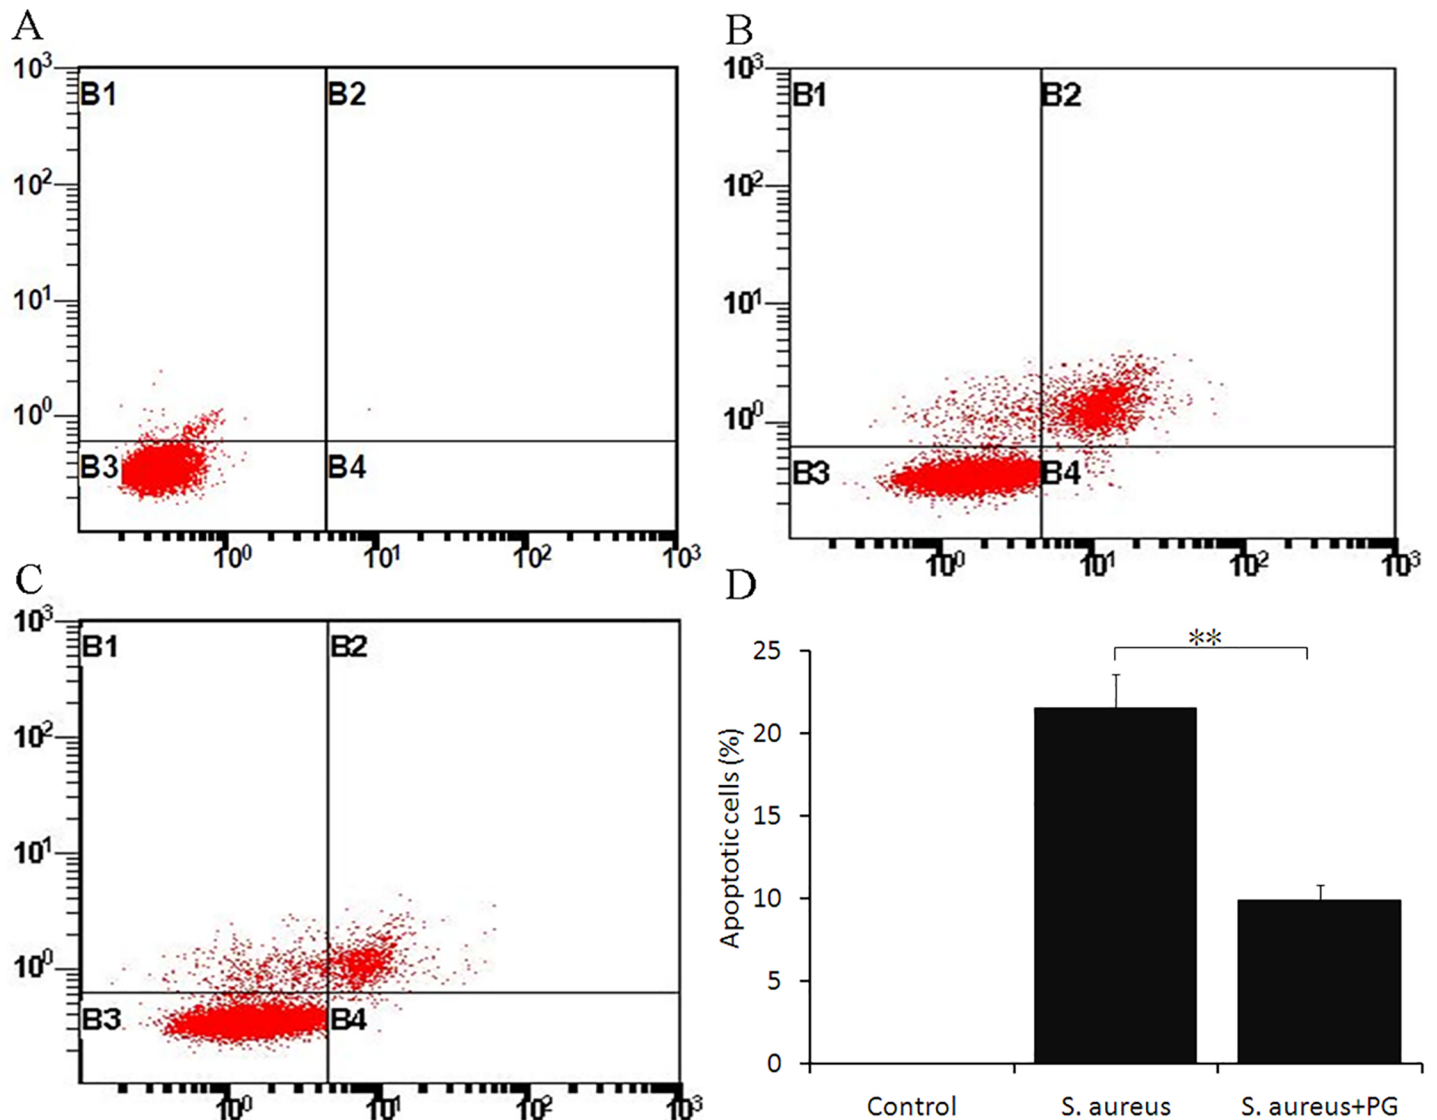 A
10³
B1
B2
10²
10¹
10⁰
B3
B4
10⁰ 10¹ 10² 10³
B
10³
B1
B2
10²
10¹
10⁰
B3
B4
10⁰ 10¹ 10² 10³
C
10³
B1
B2
10²
10¹
10⁰
B3
B4
10⁰ 10¹ 10² 10³
D
**
25
20
15
10
5
0
Apoptotic cells (%)
Control S. aureus S. aureus+PG